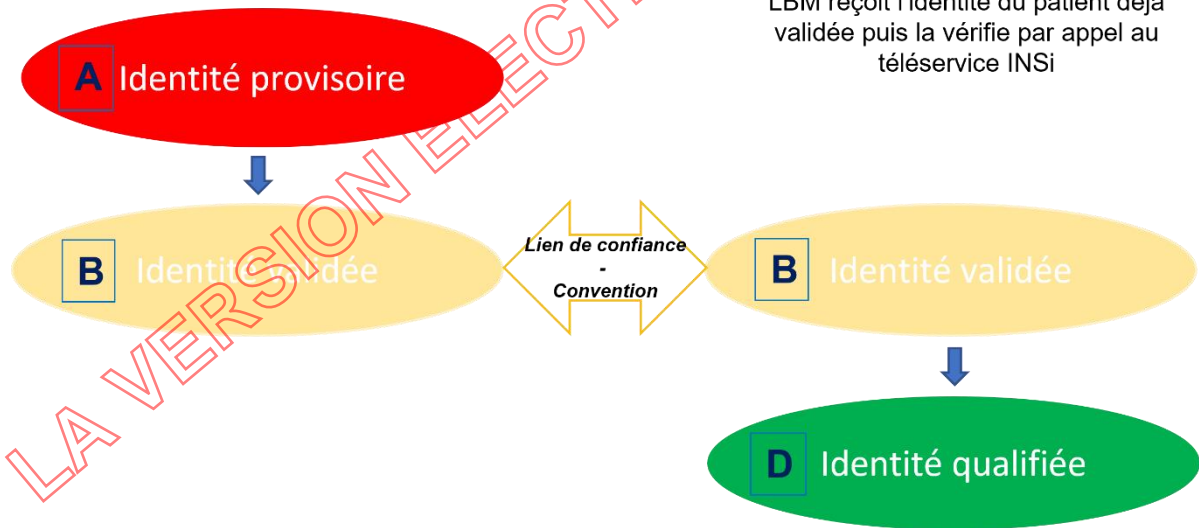 LBM reçoit l'identité du patient déjà
validée puis la vérifie par appel au
téléservice INSi
A Identité provisoire
B Identité validée
Lien de confiance
-
Convention
B Identité validée
D Identité qualifiée
LA VERSION ELECT